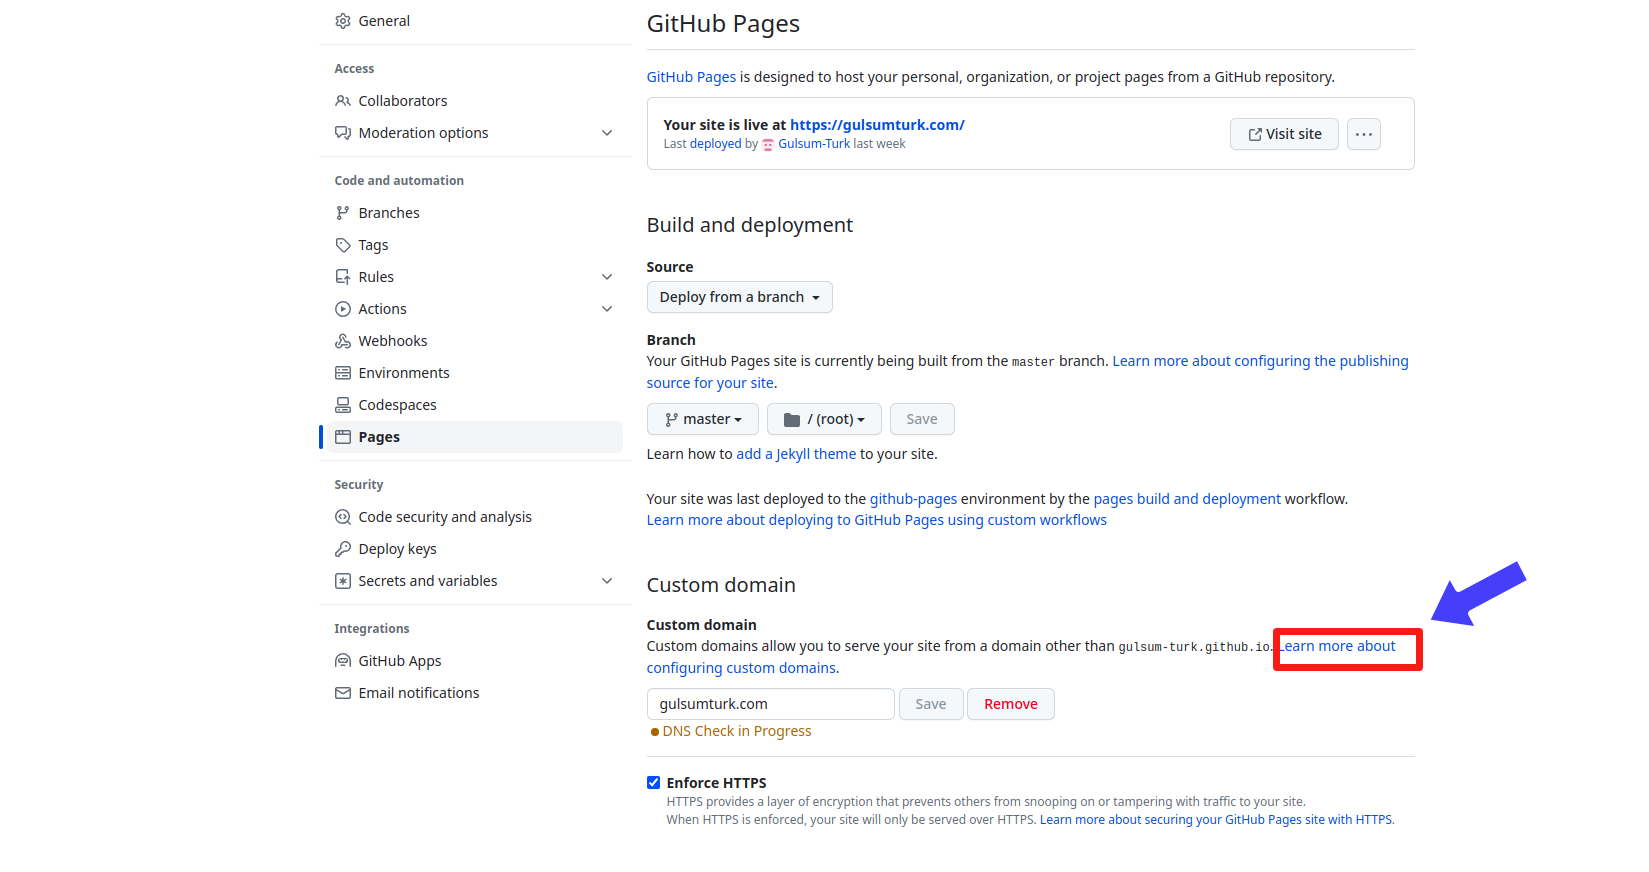 General
Access
Collaborators
Moderation options
Code and automation
Branches
Tags
Rules
Actions
Webhooks
Environments
Codespaces
Pages
Security
Code security and analysis
Deploy keys
Secrets and variables
Integrations
GitHub Apps
Email notifications
GitHub Pages
GitHub Pages is designed to host your personal, organization, or project pages from a GitHub repository.
Your site is live at https://gulsumturk.com/
Last deployed by Gulsum-Turk last week
Visit site
Build and deployment
Source
Deploy from a branch
Branch
Your GitHub Pages site is currently being built from the master branch. Learn more about configuring the publishing
source for your site.
master / (root) Save
Learn how to add a Jekyll theme to your site.
Your site was last deployed to the github-pages environment by the pages build and deployment workflow.
Learn more about deploying to GitHub Pages using custom workflows
Custom domain
Custom domain
Custom domains allow you to serve your site from a domain other than gulsum-turk.github.io. Learn more about
configuring custom domains.
gulsumturk.com Save Remove
DNS Check in Progress
Enforce HTTPS
HTTPS provides a layer of encryption that prevents others from snooping on or tampering with traffic to your site.
When HTTPS is enforced, your site will only be served over HTTPS. Learn more about securing your GitHub Pages site with HTTPS.